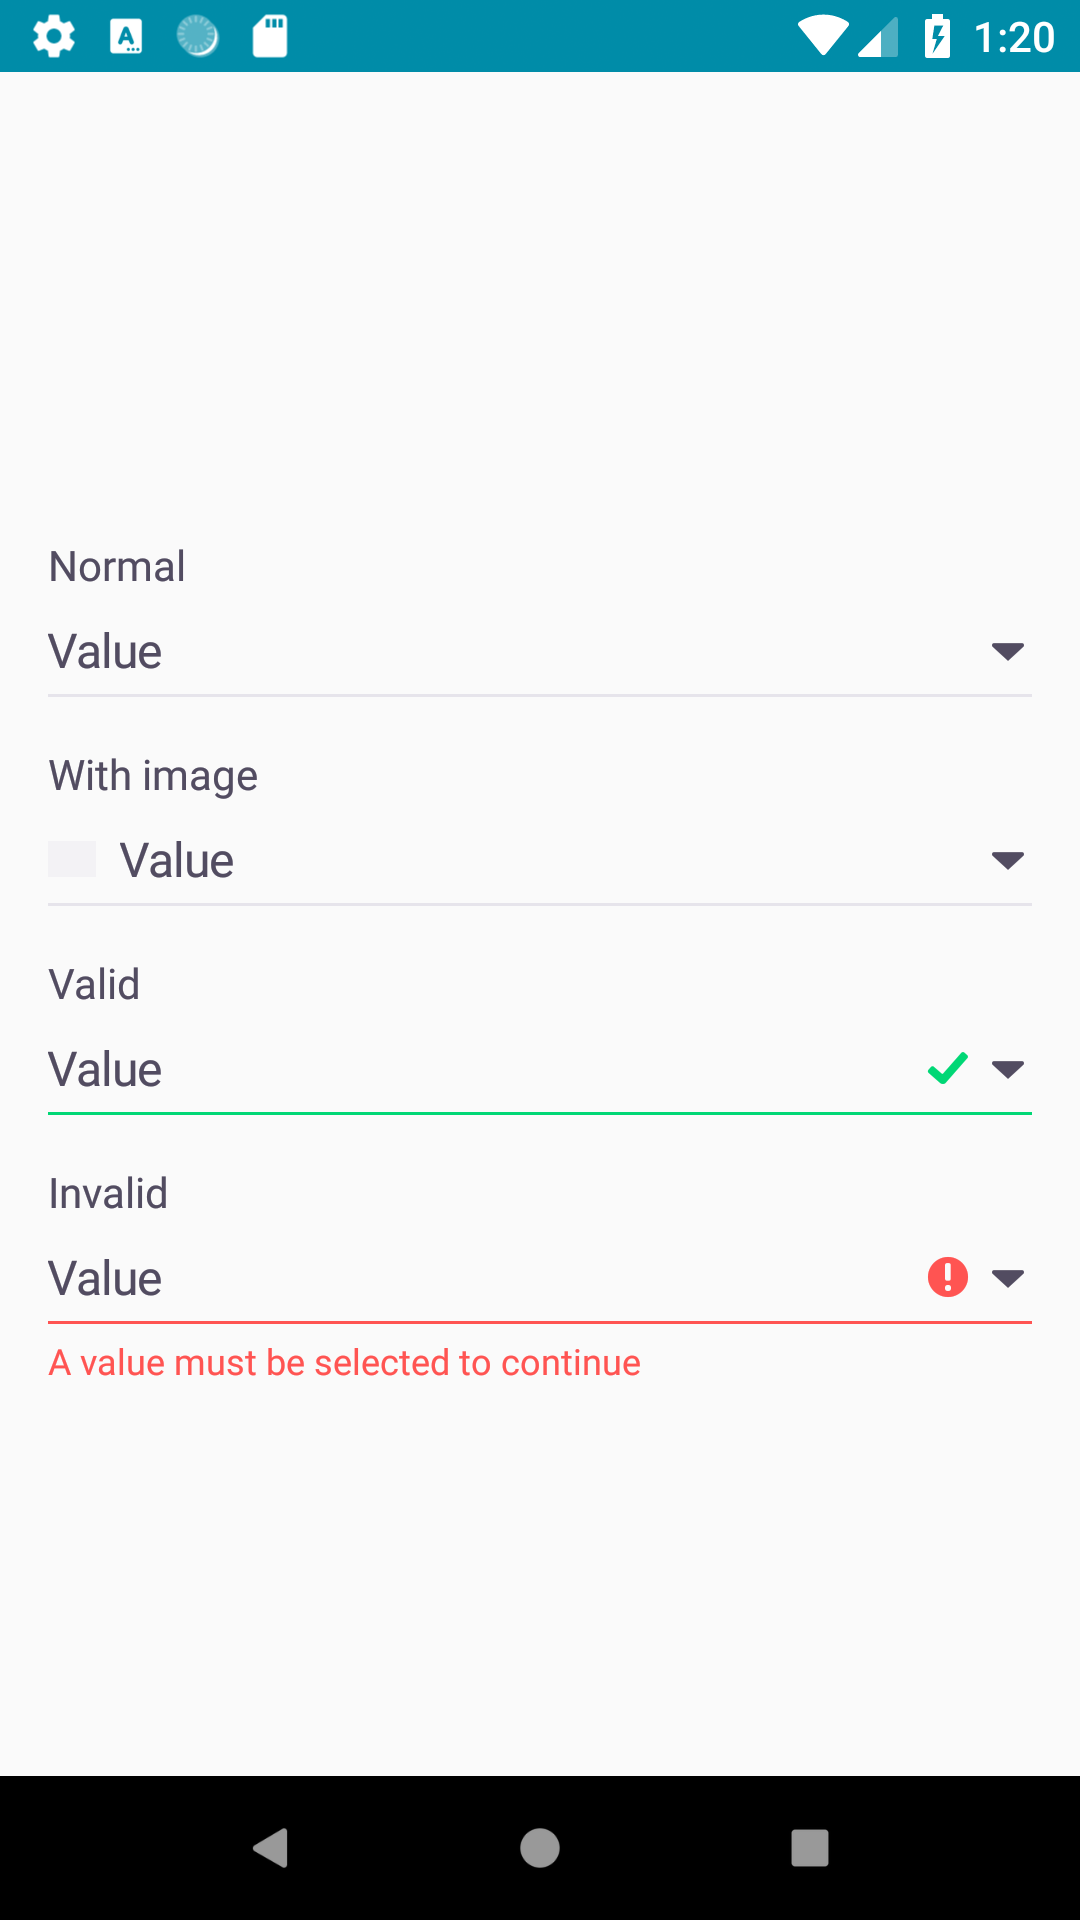 1:20
Normal
Value
With image
Value
Valid
Value
Invalid
Value
A value must be selected to continue